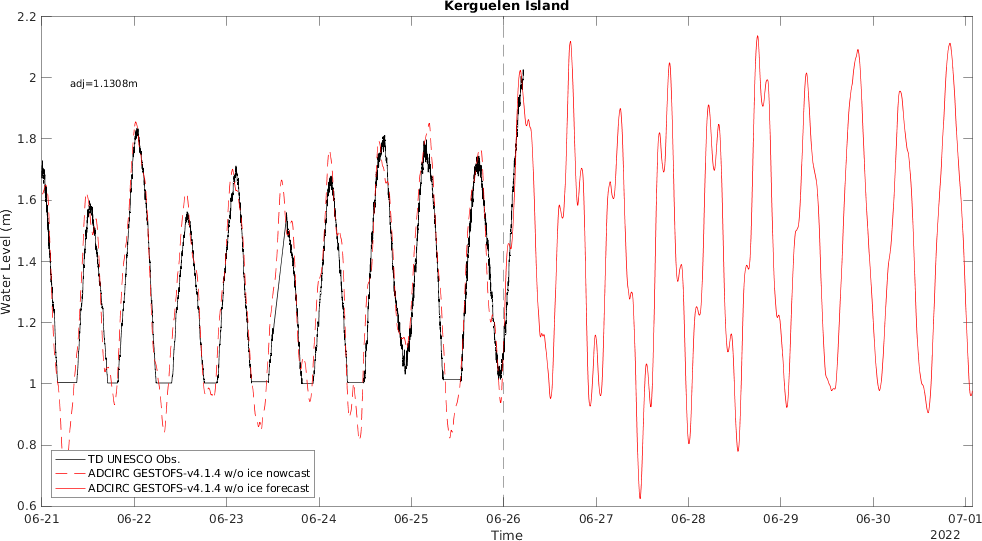 Kerguelen Island
2.2
2
1.8
1.6
1.4
1.2
1
0.8
0.6
Water Level (m)
adj=1.1308m
TD UNESCO Obs.
ADCIRC GESTOFS-v4.1.4 w/o ice nowcast
ADCIRC GESTOFS-v4.1.4 w/o ice forecast
06-21 06-22 06-23 06-24 06-25 06-26 06-27 06-28 06-29 06-30 07-01
Time
2022